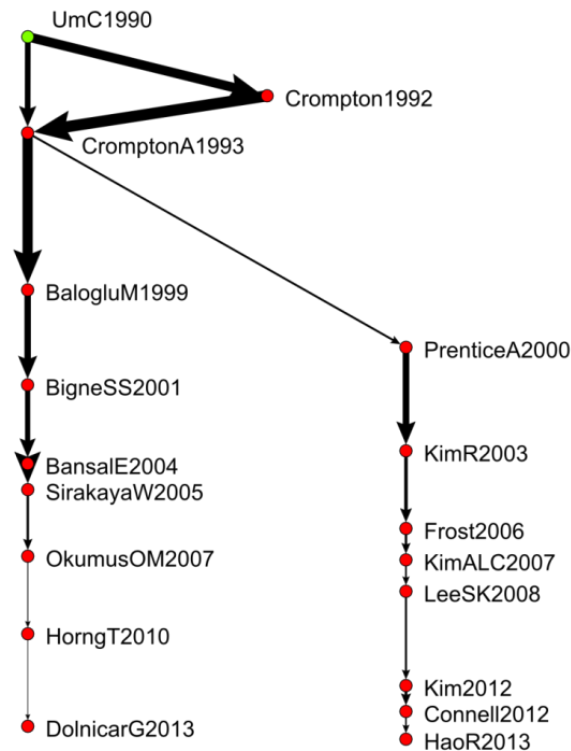 UmC1990
Crompton1992
CromptonA1993
BalogluM1999
PrenticeA2000
BigneSS2001
KimR2003
BansalE2004
SirakayaW2005
Frost2006
OkumusOM2007
KimALC2007
LeeSK2008
HorngT2010
Kim2012
Connell2012
DolnicarG2013
HaoR2013